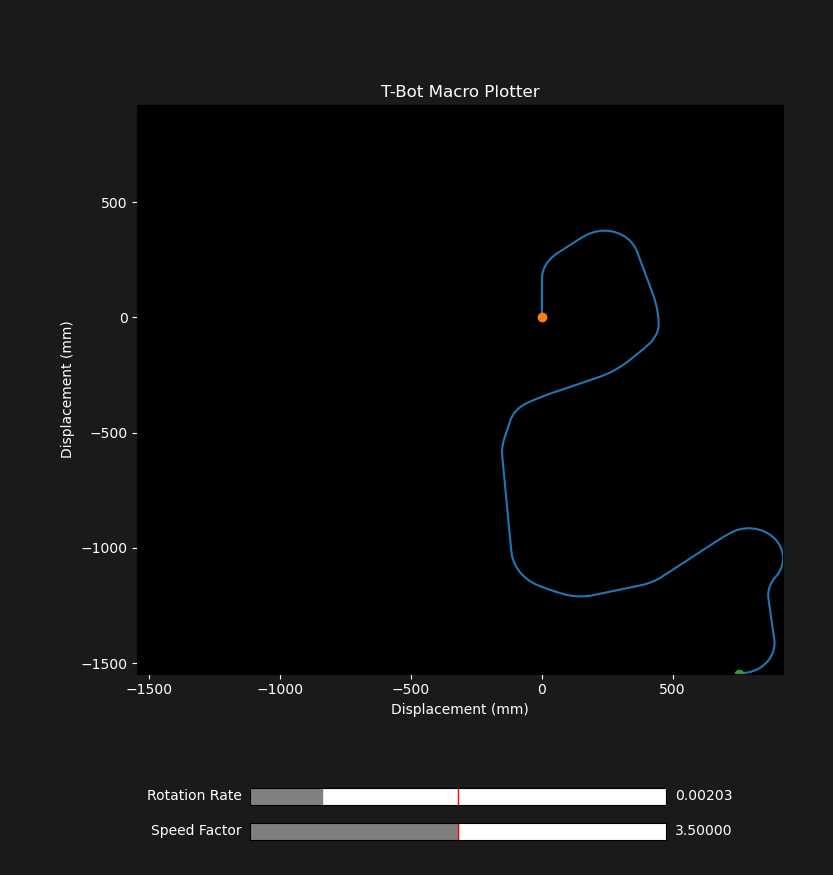 T-Bot Macro Plotter
Displacement (mm)
500
0
−500
−1000
−1500
−1500
−1000
−500
0
500
Displacement (mm)
Rotation Rate 0.00203
Speed Factor 3.50000